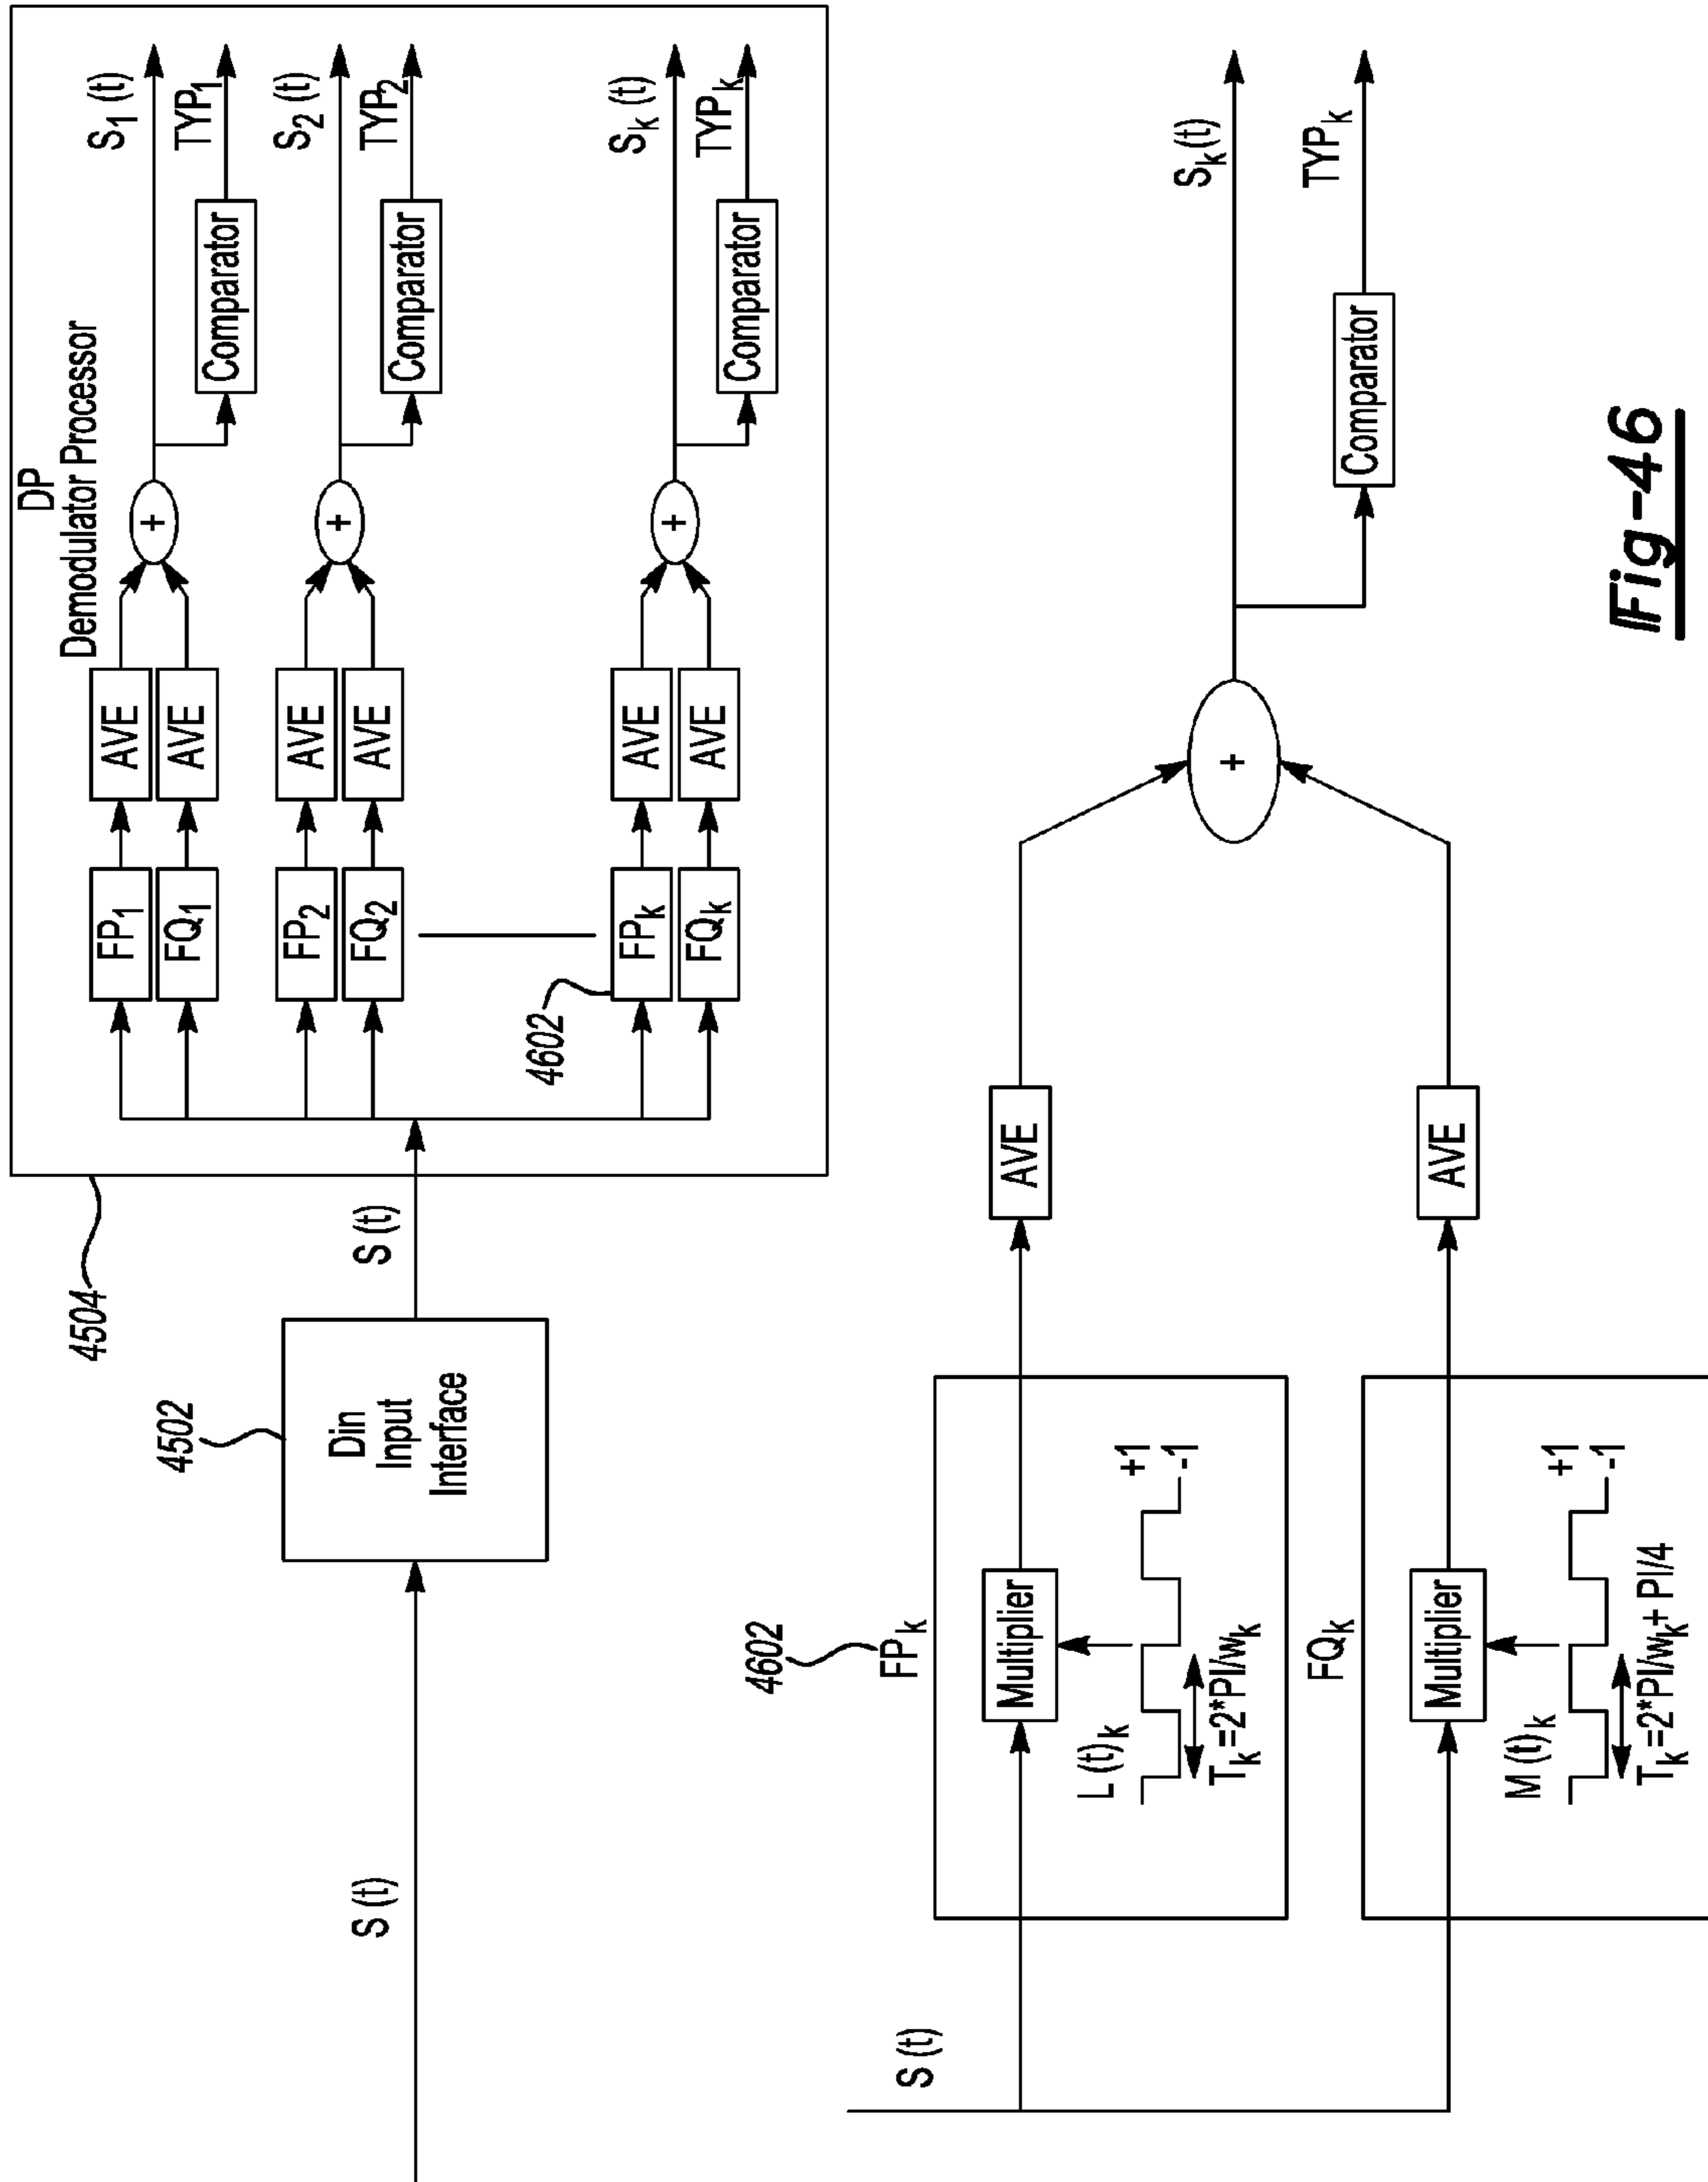 DP
Demodulator Processor
4504
4502
S (t)
Din
Input
Interface
S (t)
FP1
AVE
FQ1
AVE
+
S1 (t)
Comparator
TYP1
FP2
AVE
FQ2
AVE
+
S2 (t)
Comparator
TYP2
4602
FPk
AVE
FQk
AVE
+
Sk (t)
Comparator
TYPk
S (t)
4602
FPk
Multiplier
L (t)k
+1
-1
Tk=2*PI/wk
AVE
FQk
Multiplier
M (t)k
+1
-1
Tk=2*PI/wk+ PI/4
AVE
+
Sk(t)
Comparator
TYPk
Fig-46